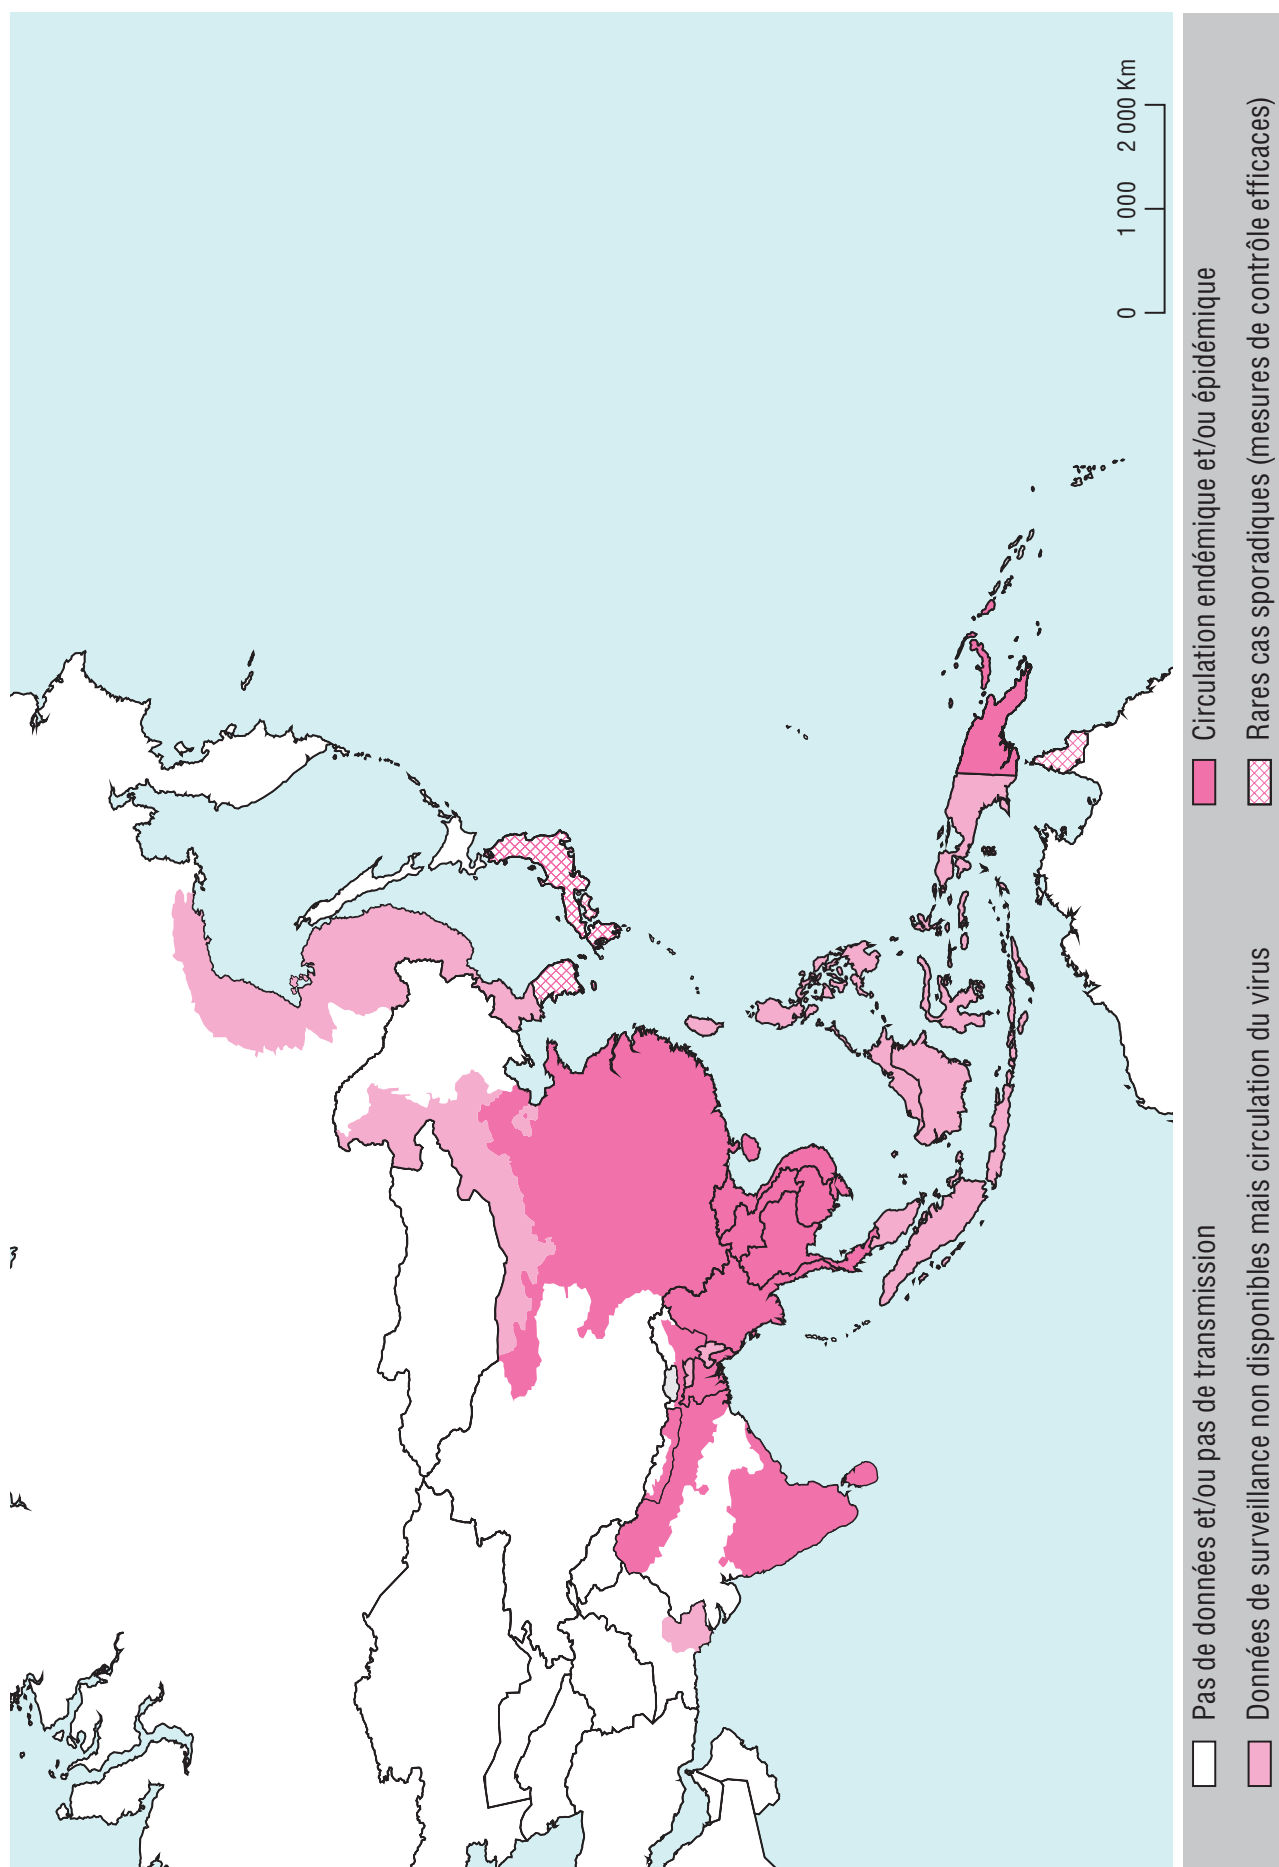 0 1 000 2 000 Km
Pas de données et/ou pas de transmission
Circulation endémique et/ou épidémique
Données de surveillance non disponibles mais circulation du virus
Rares cas sporadiques (mesures de contrôle efficaces)